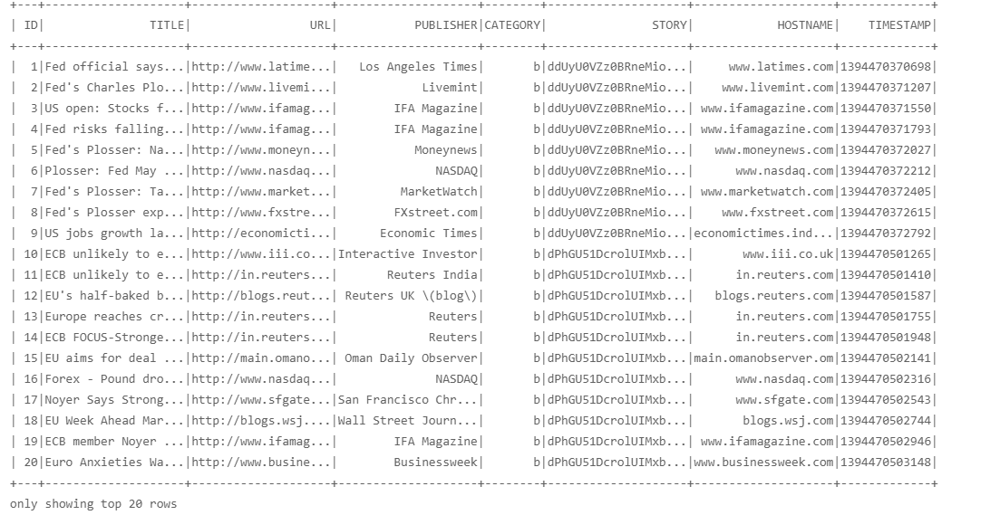 +---+--------------------+--------------------+--------------------+--------+--------------------+--------------------+-------------+
| ID|               TITLE|                 URL|           PUBLISHER|CATEGORY|               STORY|            HOSTNAME|    TIMESTAMP|
+---+--------------------+--------------------+--------------------+--------+--------------------+--------------------+-------------+
|  1|Fed official says...|http://www.latime...|   Los Angeles Times|       b|ddUyU0VZz0BRneMio...|     www.latimes.com|1394470370698|
|  2|Fed's Charles Plo...|http://www.livemi...|            Livemint|       b|ddUyU0VZz0BRneMio...|    www.livemint.com|1394470371207|
|  3|US open: Stocks f...|http://www.ifamag...|        IFA Magazine|       b|ddUyU0VZz0BRneMio...| www.ifamagazine.com|1394470371550|
|  4|Fed risks falling...|http://www.ifamag...|        IFA Magazine|       b|ddUyU0VZz0BRneMio...| www.ifamagazine.com|1394470371793|
|  5|Fed's Plosser: Na...|http://www.moneyn...|           Moneynews|       b|ddUyU0VZz0BRneMio...|   www.moneynews.com|1394470372027|
|  6|Plosser: Fed May ...|http://www.nasdaq...|              NASDAQ|       b|ddUyU0VZz0BRneMio...|      www.nasdaq.com|1394470372212|
|  7|Fed's Plosser: Ta...|http://www.market...|         MarketWatch|       b|ddUyU0VZz0BRneMio...| www.marketwatch.com|1394470372405|
|  8|Fed's Plosser exp...|http://www.fxstre...|        FXstreet.com|       b|ddUyU0VZz0BRneMio...|    www.fxstreet.com|1394470372615|
|  9|US jobs growth la...|http://economicti...|      Economic Times|       b|ddUyU0VZz0BRneMio...|economictimes.ind...|1394470372792|
| 10|ECB unlikely to e...|http://www.iii.co...|Interactive Investor|       b|dPhGU51DcrolUIMxb...|       www.iii.co.uk|1394470501265|
| 11|ECB unlikely to e...|http://in.reuters...|       Reuters India|       b|dPhGU51DcrolUIMxb...|      in.reuters.com|1394470501410|
| 12|EU's half-baked b...|http://blogs.reut...| Reuters UK \(blog\)|       b|dPhGU51DcrolUIMxb...|   blogs.reuters.com|1394470501587|
| 13|Europe reaches cr...|http://in.reuters...|             Reuters|       b|dPhGU51DcrolUIMxb...|      in.reuters.com|1394470501755|
| 14|ECB FOCUS-Stronge...|http://in.reuters...|             Reuters|       b|dPhGU51DcrolUIMxb...|      in.reuters.com|1394470501948|
| 15|EU aims for deal ...|http://main.omano...| Oman Daily Observer|       b|dPhGU51DcrolUIMxb...|main.omanobserver.om|1394470502141|
| 16|Forex - Pound dro...|http://www.nasdaq...|              NASDAQ|       b|dPhGU51DcrolUIMxb...|      www.nasdaq.com|1394470502316|
| 17|Noyer Says Strong...|http://www.sfgate...|San Francisco Chr...|       b|dPhGU51DcrolUIMxb...|      www.sfgate.com|1394470502543|
| 18|EU Week Ahead Mar...|http://blogs.wsj....|Wall Street Journ...|       b|dPhGU51DcrolUIMxb...|       blogs.wsj.com|1394470502744|
| 19|ECB member Noyer ...|http://www.ifamag...|        IFA Magazine|       b|dPhGU51DcrolUIMxb...| www.ifamagazine.com|1394470502946|
| 20|Euro Anxieties Wa...|http://www.busine...|        Businessweek|       b|dPhGU51DcrolUIMxb...|www.businessweek.com|1394470503148|
+---+--------------------+--------------------+--------------------+--------+--------------------+--------------------+-------------+
only showing top 20 rows